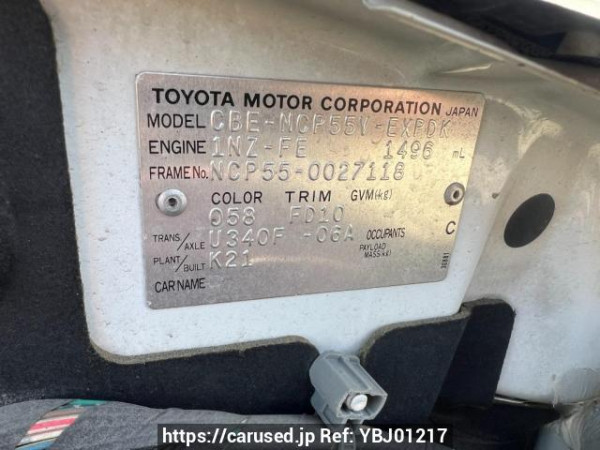 TOYOTA MOTOR CORPORATION JAPAN
MODEL CBE-NCP55V-EXPDK
ENGINE 1NZ-FE 1496 mL
FRAME No. NCP55-0027118
COLOR TRIM GVM(kg)
058 FD10
TRANS/AXLE U340F -06A OCCUPANTS C
PLANT/BUILT K21 PAYLOAD MASS(kg)
CAR NAME
https://carused.jp Ref: YBJ01217